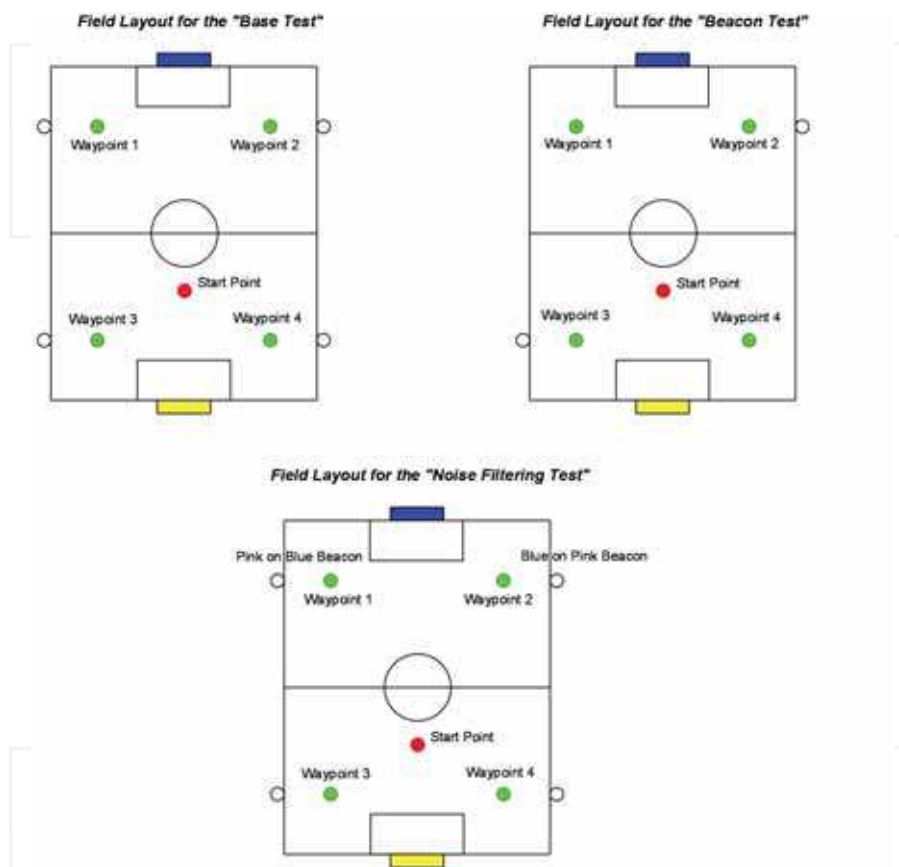 Field Layout for the "Base Test"
Field Layout for the "Beacon Test"
Waypoint 1
Waypoint 2
Start Point
Waypoint 3
Waypoint 4
Waypoint 1
Waypoint 2
Start Point
Waypoint 3
Waypoint 4
Field Layout for the "Noise Filtering Test"
Pink on Blue Beacon
Blue on Pink Beacon
Waypoint 1
Waypoint 2
Start Point
Waypoint 3
Waypoint 4